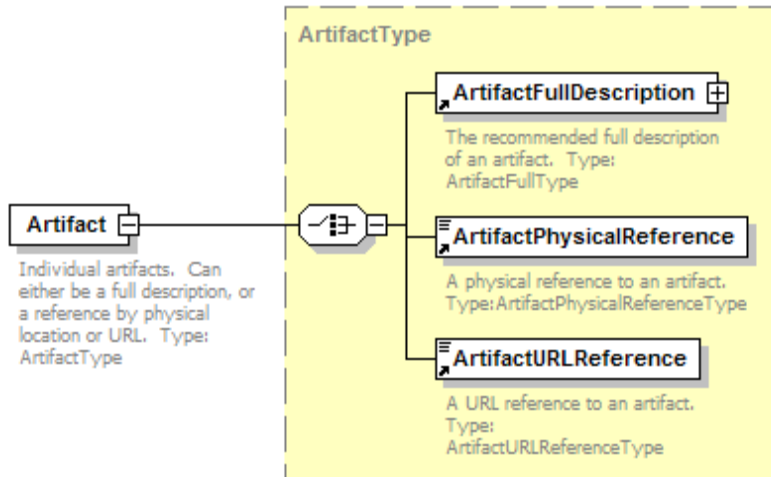 ArtifactType
ArtifactFullDescription
The recommended full description
of an artifact.  Type:
ArtifactFullType
Artifact
Individual artifacts.  Can
either be a full description, or
a reference by physical
location or URL.  Type:
ArtifactType
ArtifactPhysicalReference
A physical reference to an artifact.
Type:ArtifactPhysicalReferenceType
ArtifactURLReference
A URL reference to an artifact.
Type:
ArtifactURLReferenceType